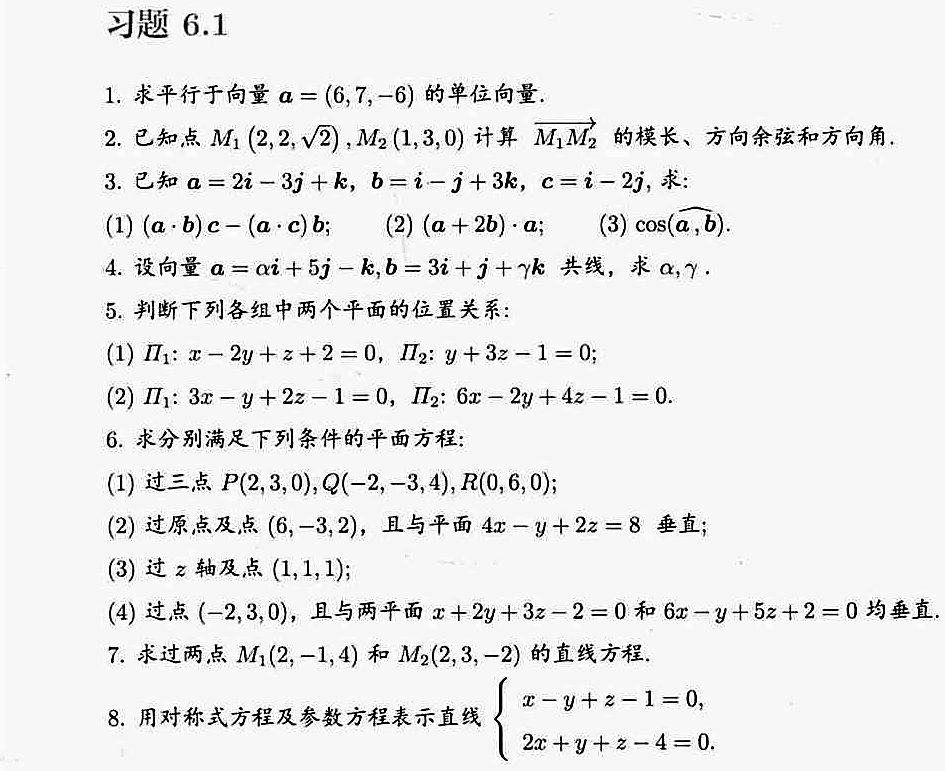 习题 6.1
1. 求平行于向量 a = (6, 7, −6) 的单位向量.
2. 已知点 M₁ (2, 2, √2), M₂ (1, 3, 0) 计算 M₁M₂→ 的模长、方向余弦和方向角.
3. 已知 a = 2i − 3j + k, b = i − j + 3k, c = i − 2j, 求:
(1) (a · b) c − (a · c) b; (2) (a + 2b) · a; (3) cos(a͡ , b).
4. 设向量 a = αi + 5j − k, b = 3i + j + γk 共线, 求 α, γ .
5. 判断下列各组中两个平面的位置关系:
(1) Π₁: x − 2y + z + 2 = 0, Π₂: y + 3z − 1 = 0;
(2) Π₁: 3x − y + 2z − 1 = 0, Π₂: 6x − 2y + 4z − 1 = 0.
6. 求分别满足下列条件的平面方程:
(1) 过三点 P(2, 3, 0), Q(−2, −3, 4), R(0, 6, 0);
(2) 过原点及点 (6, −3, 2), 且与平面 4x − y + 2z = 8 垂直;
(3) 过 z 轴及点 (1, 1, 1);
(4) 过点 (−2, 3, 0), 且与两平面 x + 2y + 3z − 2 = 0 和 6x − y + 5z + 2 = 0 均垂直.
7. 求过两点 M₁(2, −1, 4) 和 M₂(2, 3, −2) 的直线方程.
8. 用对称式方程及参数方程表示直线 { x − y + z − 1 = 0,
2x + y + z − 4 = 0.